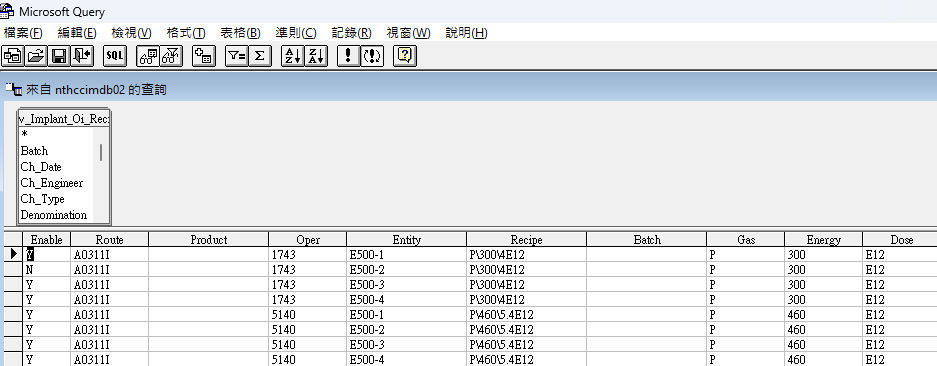 Microsoft Query
檔案(F) 編輯(E) 檢視(V) 格式(T) 表格(B) 準則(C) 記錄(R) 視窗(W) 說明(H)
SQL
來自 nthccimdb02 的查詢
v_Implant_Oi_Reci
*
Batch
Ch_Date
Ch_Engineer
Ch_Type
Denomination
Enable Route Product Oper Entity Recipe Batch Gas Energy Dose
Y A0311I 1743 E500-1 P\300\4E12 P 300 E12
N A0311I 1743 E500-2 P\300\4E12 P 300 E12
Y A0311I 1743 E500-3 P\300\4E12 P 300 E12
Y A0311I 1743 E500-4 P\300\4E12 P 300 E12
Y A0311I 5140 E500-1 P\460\5.4E12 P 460 E12
Y A0311I 5140 E500-2 P\460\5.4E12 P 460 E12
Y A0311I 5140 E500-3 P\460\5.4E12 P 460 E12
Y A0311I 5140 E500-4 P\460\5.4E12 P 460 E12